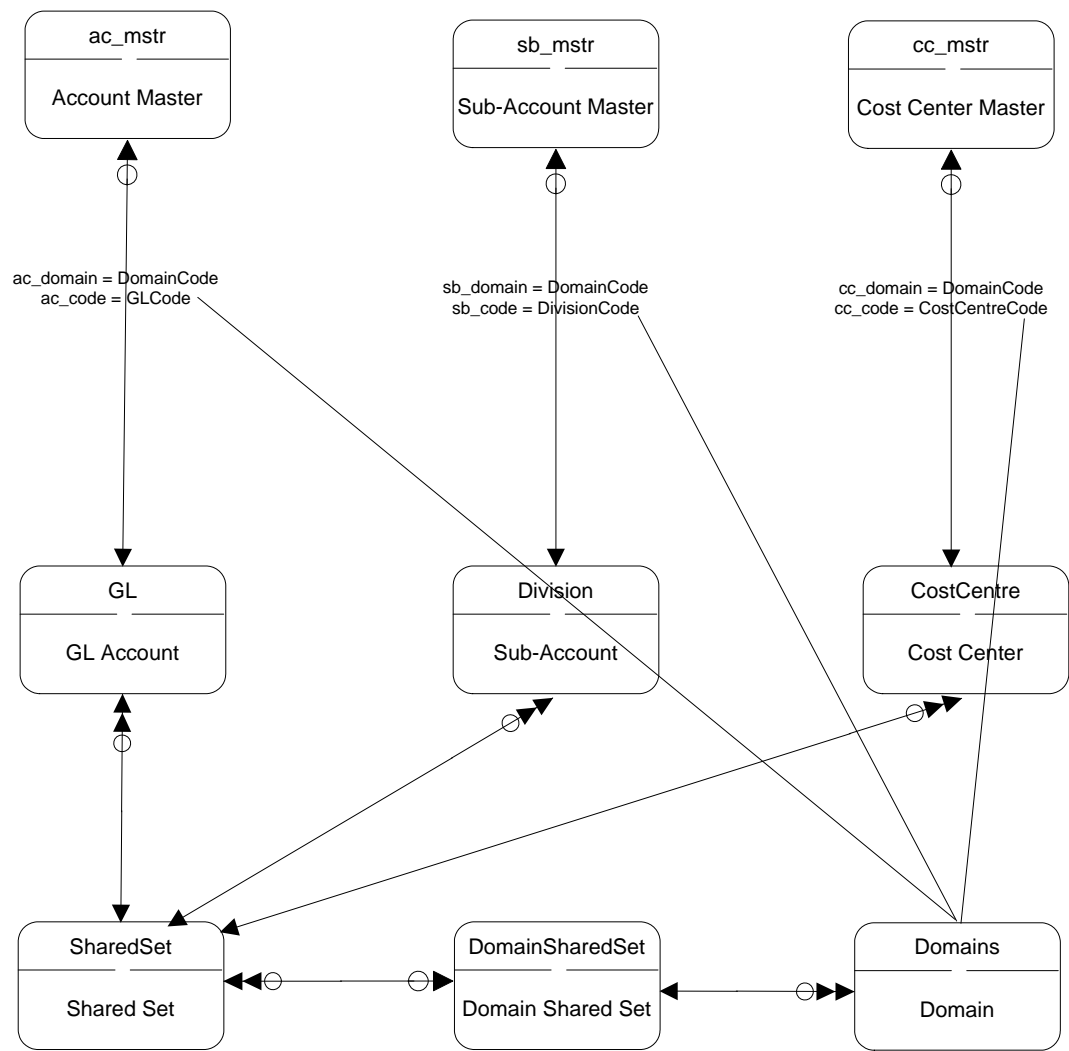 ac_mstr
Account Master
sb_mstr
Sub-Account Master
cc_mstr
Cost Center Master
ac_domain = DomainCode
ac_code = GLCode
sb_domain = DomainCode
sb_code = DivisionCode
cc_domain = DomainCode
cc_code = CostCentreCode
GL
GL Account
Division
Sub-Account
CostCentre
Cost Center
SharedSet
Shared Set
DomainSharedSet
Domain Shared Set
Domains
Domain